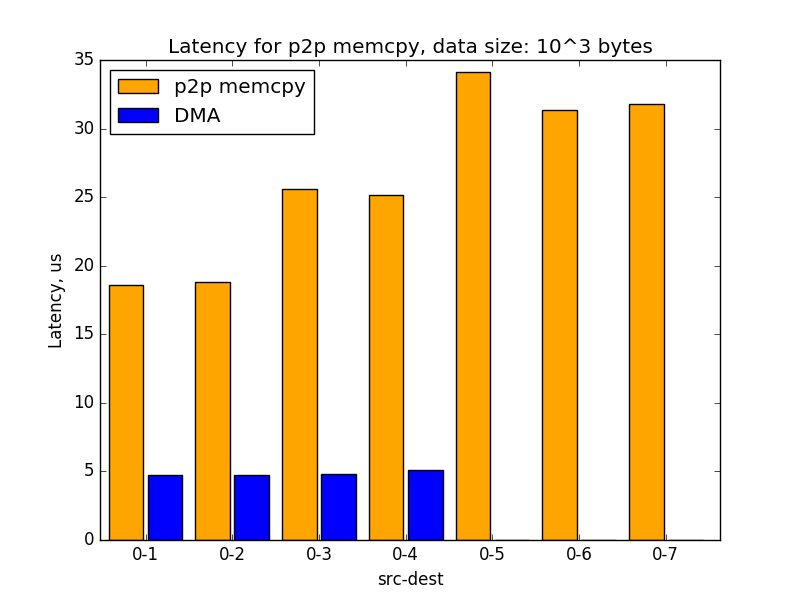 Latency for p2p memcpy, data size: 10^3 bytes
p2p memcpy
DMA
35
30
25
20
15
10
5
0
Latency, us
0-1 0-2 0-3 0-4 0-5 0-6 0-7
src-dest